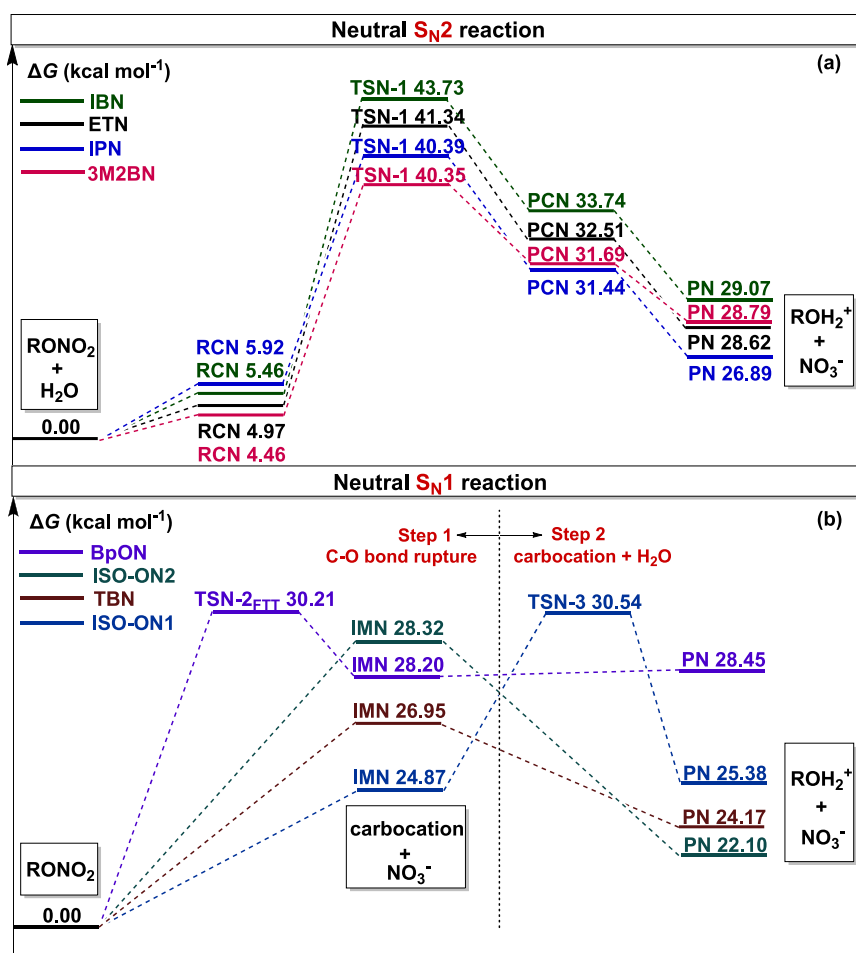 Neutral SN2 reaction
(a)
ΔG (kcal mol⁻¹)
IBN
ETN
IPN
3M2BN
TSN-1 43.73
TSN-1 41.34
TSN-1 40.39
TSN-1 40.35
PCN 33.74
PCN 32.51
PCN 31.69
PCN 31.44
PN 29.07
PN 28.79
PN 28.62
PN 26.89
ROH₂⁺
+
NO₃⁻
RCN 5.92
RCN 5.46
RCN 4.97
RCN 4.46
RONO₂
+
H₂O
0.00
Neutral SN1 reaction
(b)
ΔG (kcal mol⁻¹)
BpON
ISO-ON2
TBN
ISO-ON1
Step 1
C-O bond rupture
Step 2
carbocation + H₂O
TSN-2FTT 30.21
IMN 28.32
IMN 28.20
IMN 26.95
IMN 24.87
TSN-3 30.54
PN 28.45
PN 25.38
PN 24.17
PN 22.10
ROH₂⁺
+
NO₃⁻
carbocation
+
NO₃⁻
RONO₂
0.00